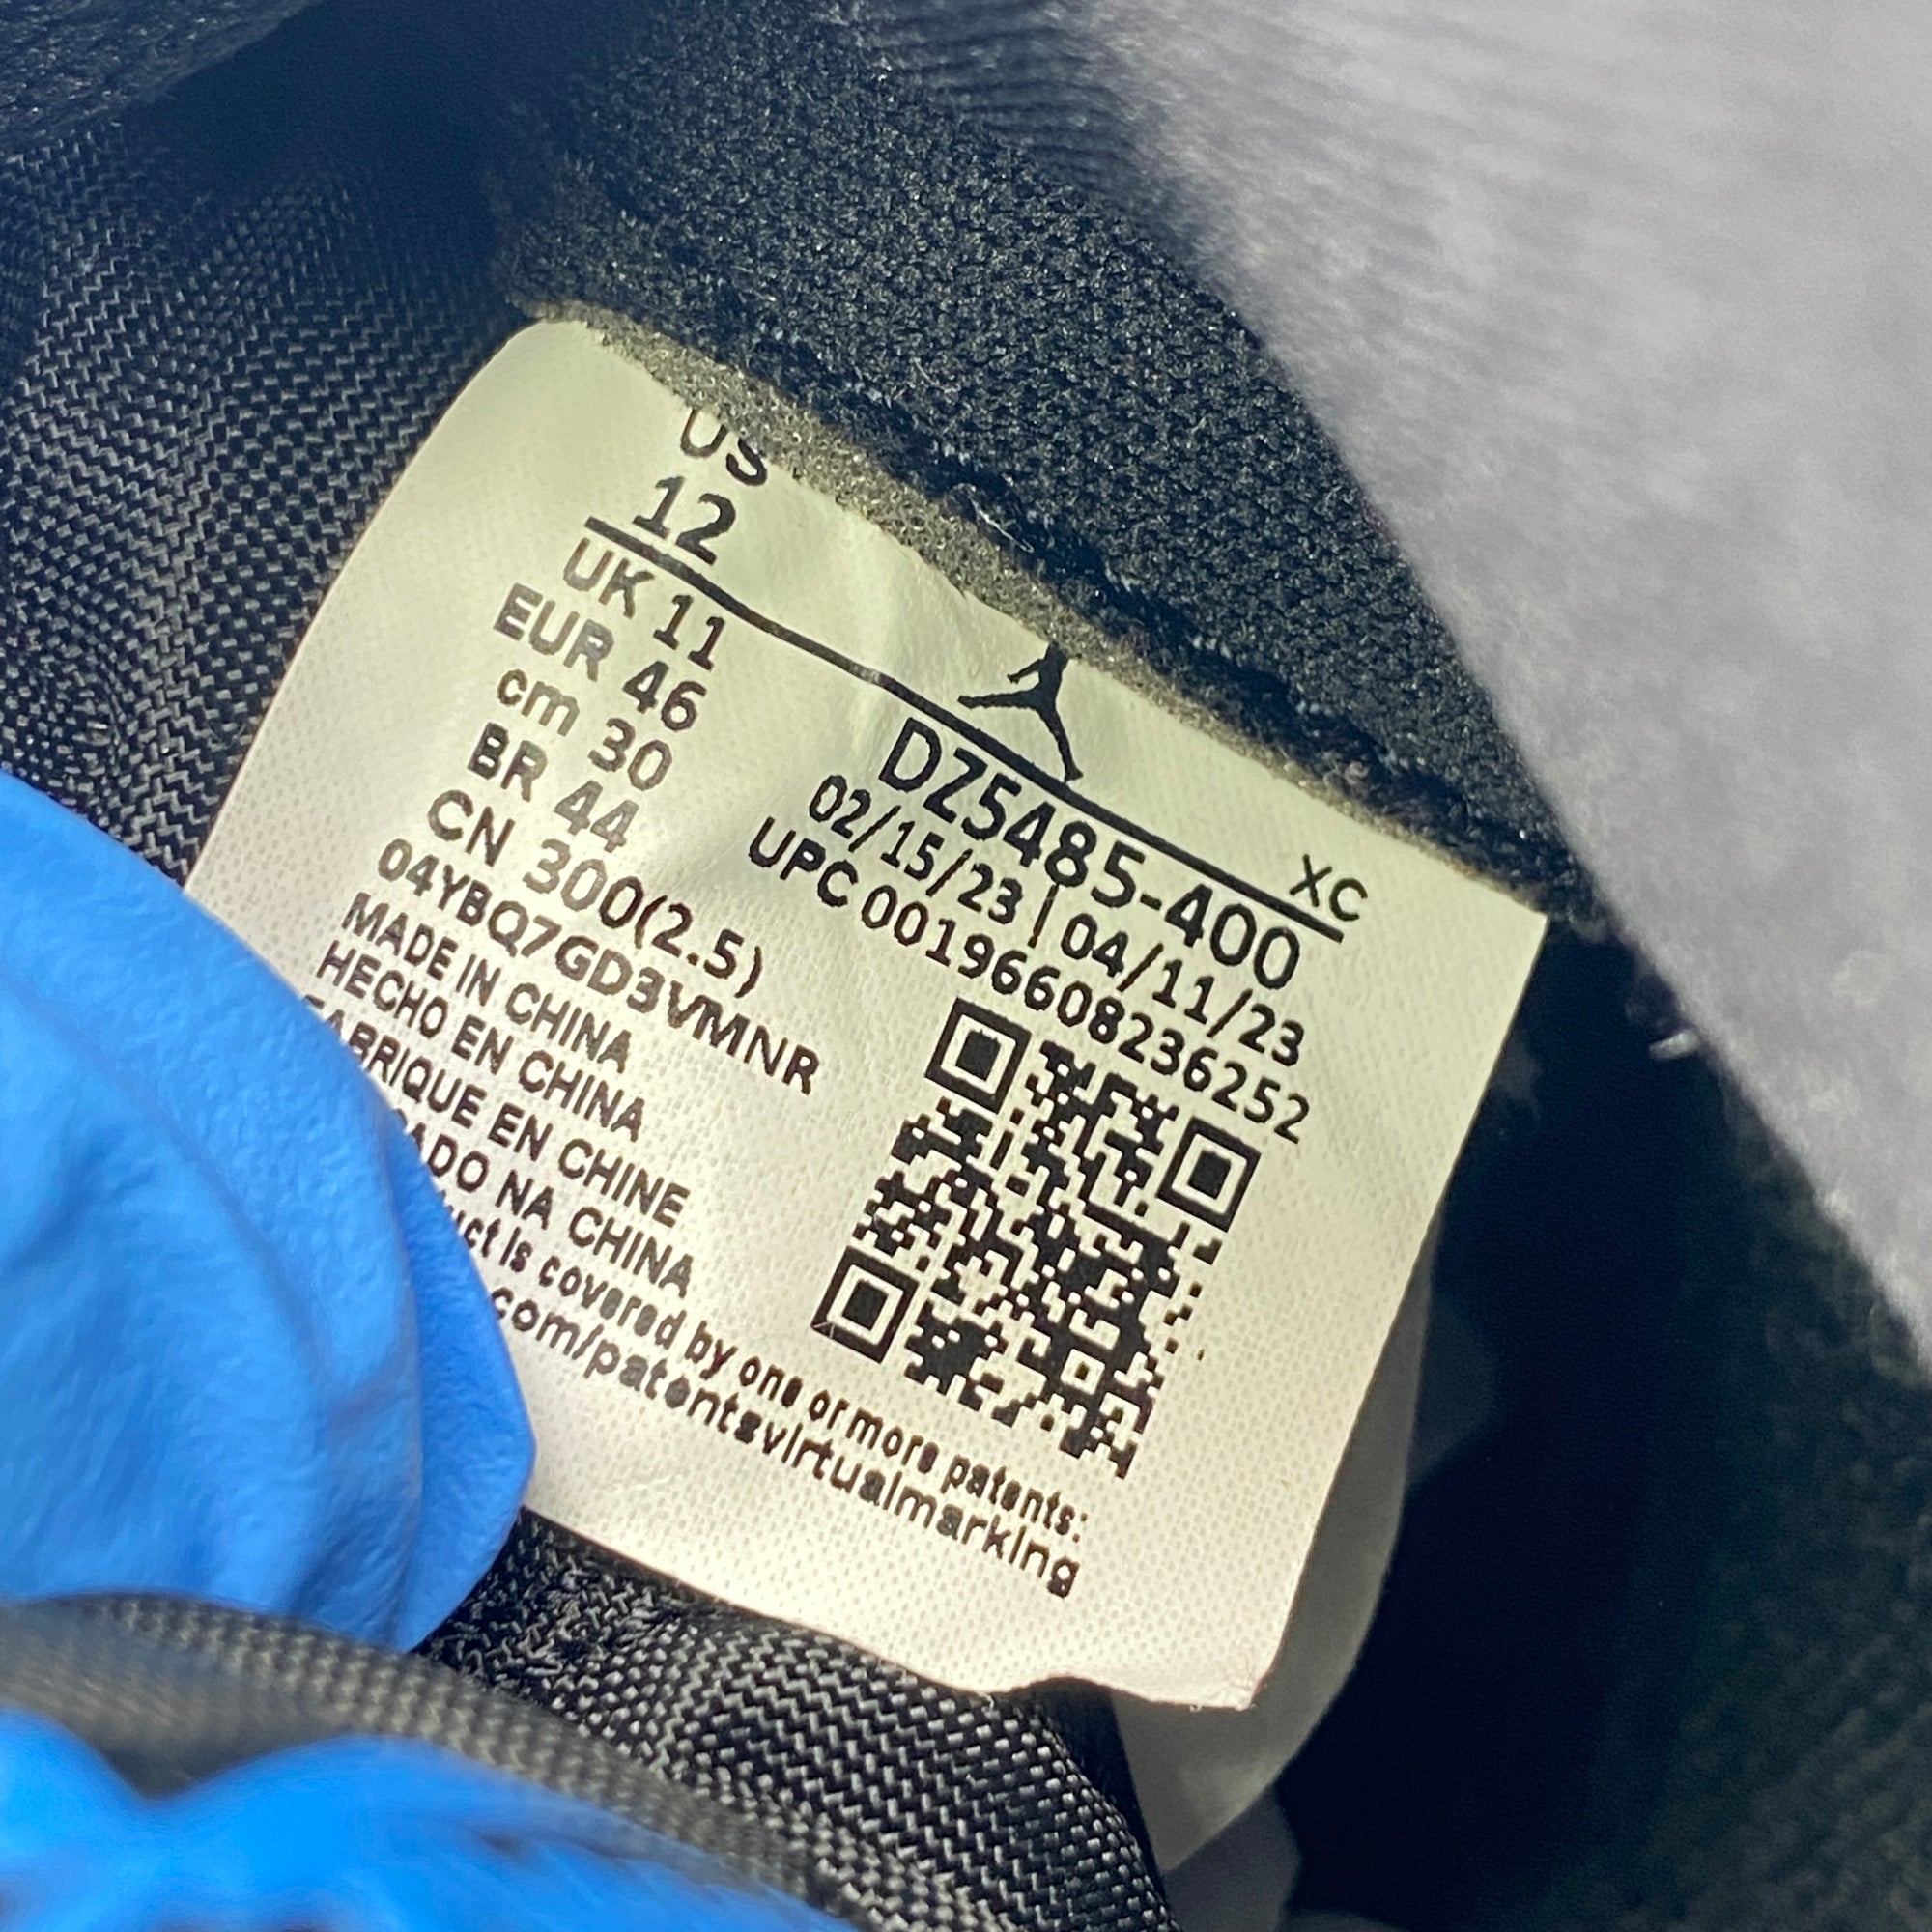 US
12
XC
UK 11
EUR 46
cm 30
BR 44
CN 300(2.5)
04YBQ7GD3VMNR
MADE IN CHINA
HECHO EN CHINA
FABRIQUE EN CHINE
NA CHINA
DZ5485-400
02/15/23 | 04/11/23
UPC 00196608236252
is covered by one or more patents:
.com/patentsvirtualmarking